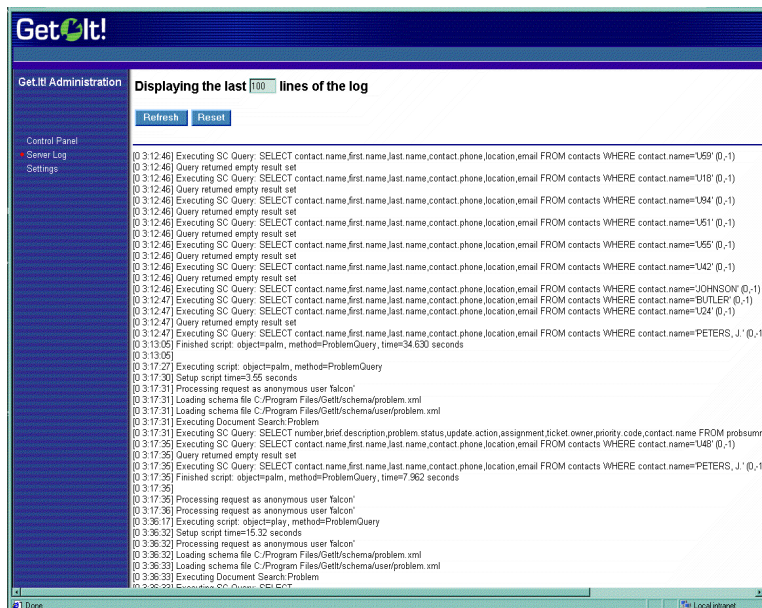 Get It!
Get.It! Administration
Control Panel
Server Log
Settings
Displaying the last 100 lines of the log
Refresh Reset
[0 3:12:46] Executing SC Query: SELECT contact.name,first.name,last.name,contact.phone,location,email FROM contacts WHERE contact.name='U59' (0,-1)
[0 3:12:46] Query returned empty result set
[0 3:12:46] Executing SC Query: SELECT contact.name,first.name,last.name,contact.phone,location,email FROM contacts WHERE contact.name='U18' (0,-1)
[0 3:12:46] Query returned empty result set
[0 3:12:46] Executing SC Query: SELECT contact.name,first.name,last.name,contact.phone,location,email FROM contacts WHERE contact.name='U94' (0,-1)
[0 3:12:46] Query returned empty result set
[0 3:12:46] Executing SC Query: SELECT contact.name,first.name,last.name,contact.phone,location,email FROM contacts WHERE contact.name='U51' (0,-1)
[0 3:12:46] Query returned empty result set
[0 3:12:46] Executing SC Query: SELECT contact.name,first.name,last.name,contact.phone,location,email FROM contacts WHERE contact.name='U55' (0,-1)
[0 3:12:46] Query returned empty result set
[0 3:12:46] Executing SC Query: SELECT contact.name,first.name,last.name,contact.phone,location,email FROM contacts WHERE contact.name='U42' (0,-1)
[0 3:12:46] Query returned empty result set
[0 3:12:46] Executing SC Query: SELECT contact.name,first.name,last.name,contact.phone,location,email FROM contacts WHERE contact.name='JOHNSON' (0,-1)
[0 3:12:47] Executing SC Query: SELECT contact.name,first.name,last.name,contact.phone,location,email FROM contacts WHERE contact.name='BUTLER' (0,-1)
[0 3:12:47] Executing SC Query: SELECT contact.name,first.name,last.name,contact.phone,location,email FROM contacts WHERE contact.name='U24' (0,-1)
[0 3:12:47] Query returned empty result set
[0 3:12:47] Executing SC Query: SELECT contact.name,first.name,last.name,contact.phone,location,email FROM contacts WHERE contact.name='PETERS, J.' (0,-1
[0 3:13:05] Finished script: object=palm, method=ProblemQuery, time=34.630 seconds
[0 3:13:05]
[0 3:17:27] Executing script: object=palm, method=ProblemQuery
[0 3:17:30] Setup script time=3.55 seconds
[0 3:17:31] Processing request as anonymous user 'falcon'
[0 3:17:31] Loading schema file C:/Program Files/GetIt/schema/problem.xml
[0 3:17:31] Loading schema file C:/Program Files/GetIt/schema/user/problem.xml
[0 3:17:31] Executing Document Search:Problem
[0 3:17:31] Executing SC Query: SELECT number,brief.description,problem.status,update.action,assignment,ticket.owner,priority.code,contact.name FROM probsumm
[0 3:17:35] Executing SC Query: SELECT contact.name,first.name,last.name,contact.phone,location,email FROM contacts WHERE contact.name='U48' (0,-1)
[0 3:17:35] Query returned empty result set
[0 3:17:35] Executing SC Query: SELECT contact.name,first.name,last.name,contact.phone,location,email FROM contacts WHERE contact.name='PETERS, J.' (0,-1
[0 3:17:35] Finished script: object=palm, method=ProblemQuery, time=7.962 seconds
[0 3:17:35]
[0 3:17:35] Processing request as anonymous user 'falcon'
[0 3:17:36] Processing request as anonymous user 'falcon'
[0 3:36:17] Executing script: object=play, method=ProblemQuery
[0 3:36:32] Setup script time=15.32 seconds
[0 3:36:32] Processing request as anonymous user 'falcon'
[0 3:36:32] Loading schema file C:/Program Files/GetIt/schema/problem.xml
[0 3:36:33] Loading schema file C:/Program Files/GetIt/schema/user/problem.xml
[0 3:36:33] Executing Document Search:Problem
[0 3:36:33] Executing SC Query: SELECT
Done Local intranet